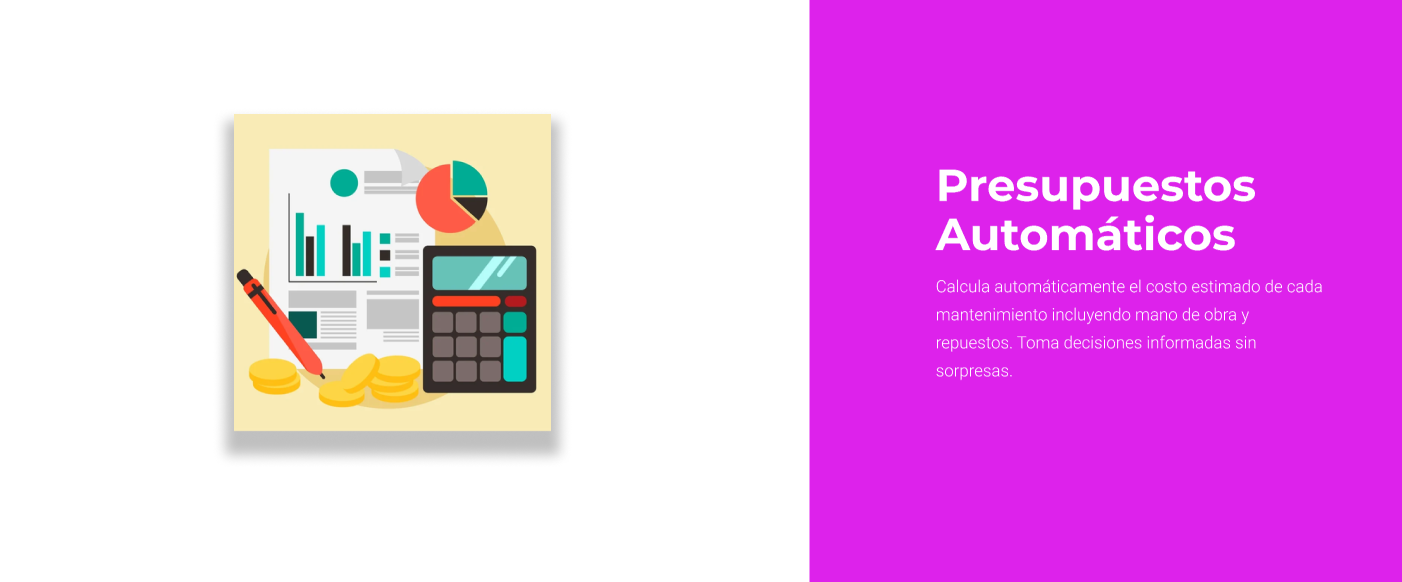 Presupuestos
Automáticos
Calcula automáticamente el costo estimado de cada
mantenimiento incluyendo mano de obra y
repuestos. Toma decisiones informadas sin
sorpresas.